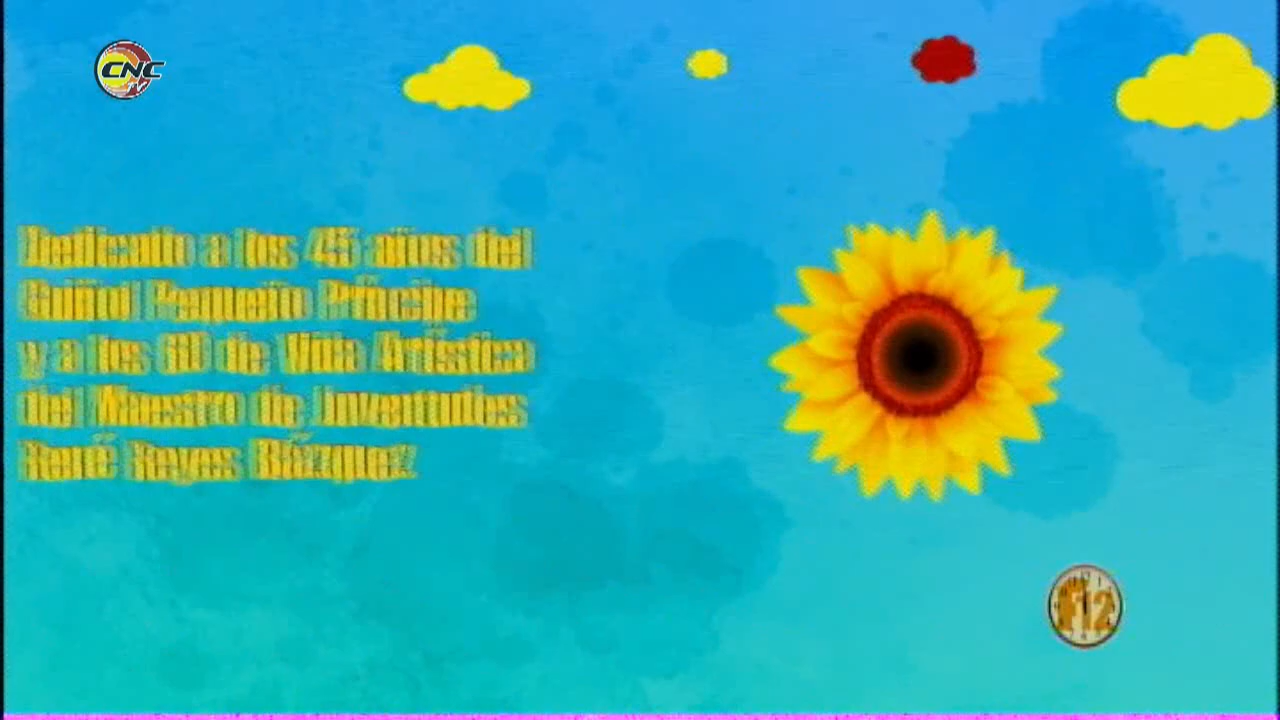 CNC
TV
Dedicado a los 45 años del
Guiñol Pequeño Príncipe
y a los 60 de Vida Artística
del Maestro de Juventudes
René Reyes Blázquez
F12